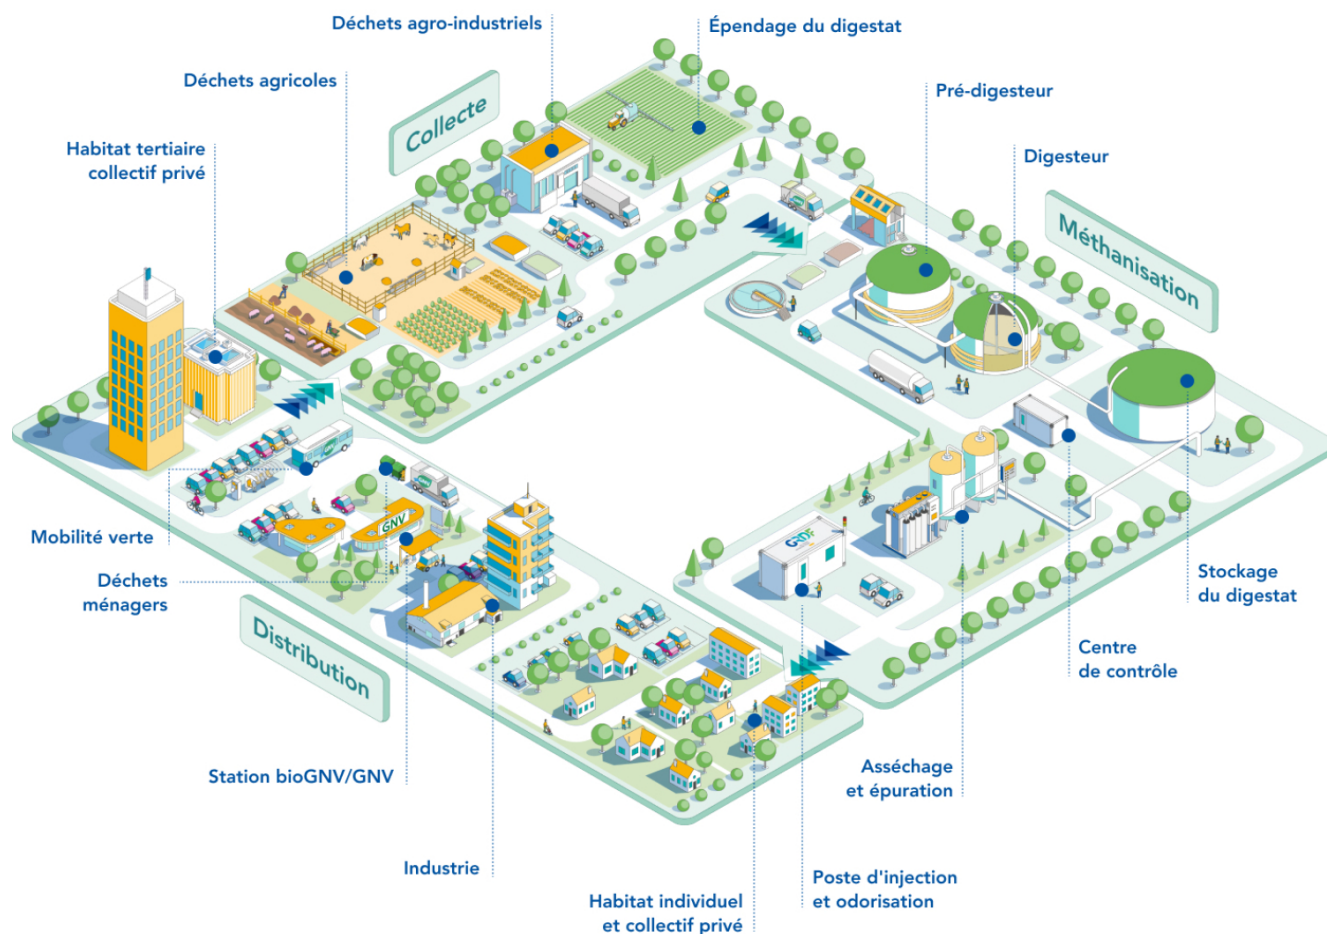 Déchets agro-industriels
Épendage du digestat
Déchets agricoles
Collecte
Pré-digesteur
Habitat tertiaire
collectif privé
Digesteur
Méthanisation
GNV
GRDF
Mobilité verte
Déchets
ménagers
Stockage
du digestat
Distribution
Centre
de contrôle
Station bioGNV/GNV
Asséchage
et épuration
Industrie
Poste d'injection
et odorisation
Habitat individuel
et collectif privé